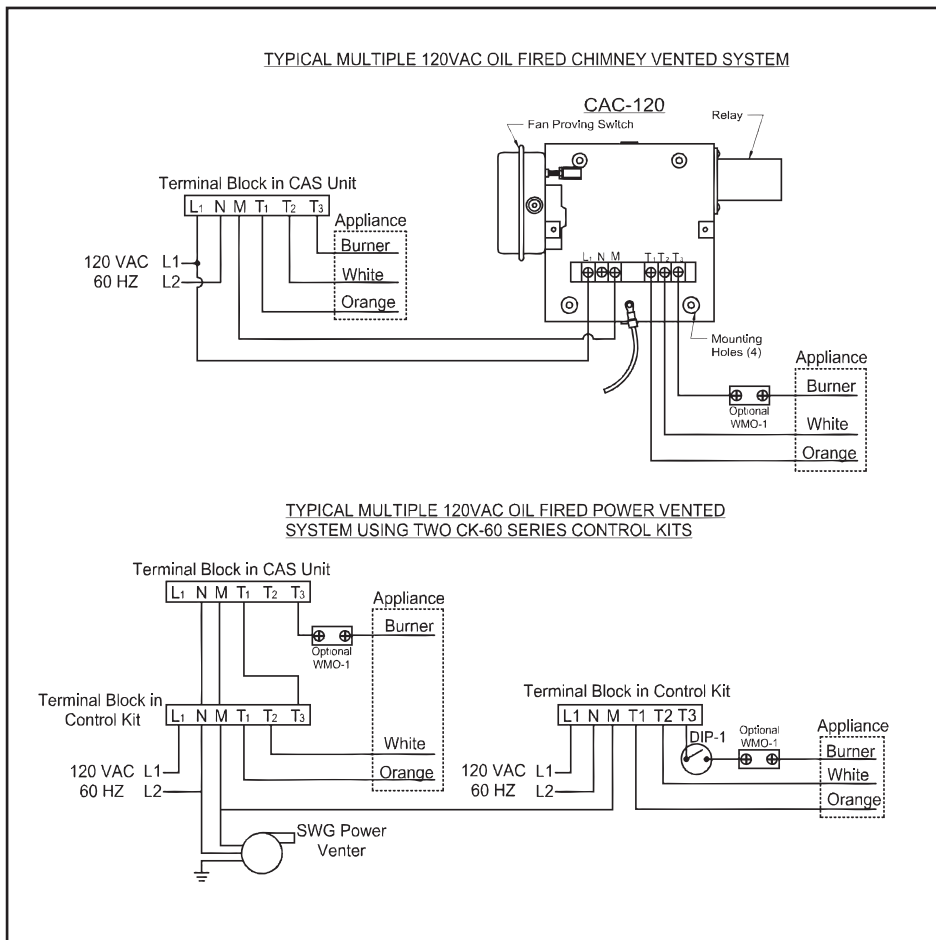 TYPICAL MULTIPLE 120VAC OIL FIRED CHIMNEY VENTED SYSTEM
CAC-120
Fan Proving Switch
Relay
Terminal Block in CAS Unit
L1 N M T1 T2 T3
Appliance
Burner
White
Orange
120 VAC L1
60 HZ L2
L1 N M T1 T2 T3
Mounting
Holes (4)
Appliance
Burner
Optional
WMO-1
White
Orange
TYPICAL MULTIPLE 120VAC OIL FIRED POWER VENTED
SYSTEM USING TWO CK-60 SERIES CONTROL KITS
Terminal Block in CAS Unit
L1 N M T1 T2 T3
Appliance
Burner
Optional
WMO-1
Terminal Block in
Control Kit
L1 N M T1 T2 T3
White
Orange
120 VAC L1
60 HZ L2
SWG Power
Venter
Terminal Block in Control Kit
L1 N M T1 T2 T3
DIP-1
Optional
WMO-1
Appliance
Burner
White
Orange
120 VAC L1
60 HZ L2